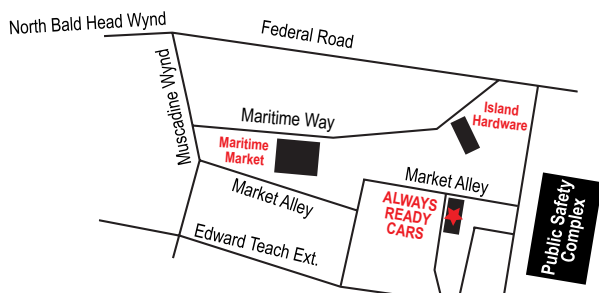 North Bald Head Wynd
Federal Road
Muscadine Wynd
Maritime Way
Island
Hardware
Maritime
Market
Market Alley
Market Alley
ALWAYS
READY
CARS
Public Safety
Complex
Edward Teach Ext.